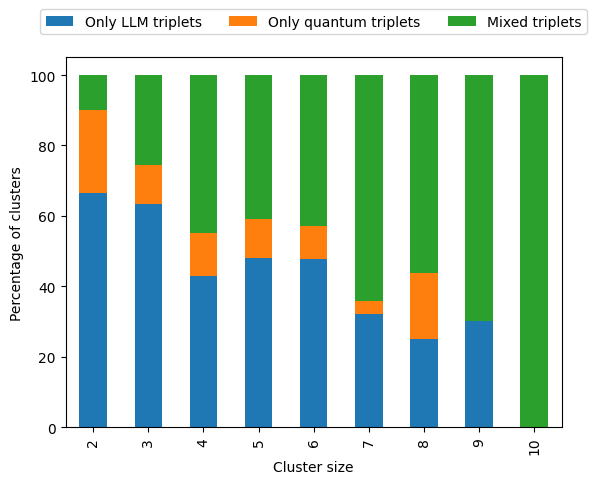 Only LLM triplets Only quantum triplets Mixed triplets
Percentage of clusters
100
80
60
40
20
0
2 3 4 5 6 7 8 9 10
Cluster size